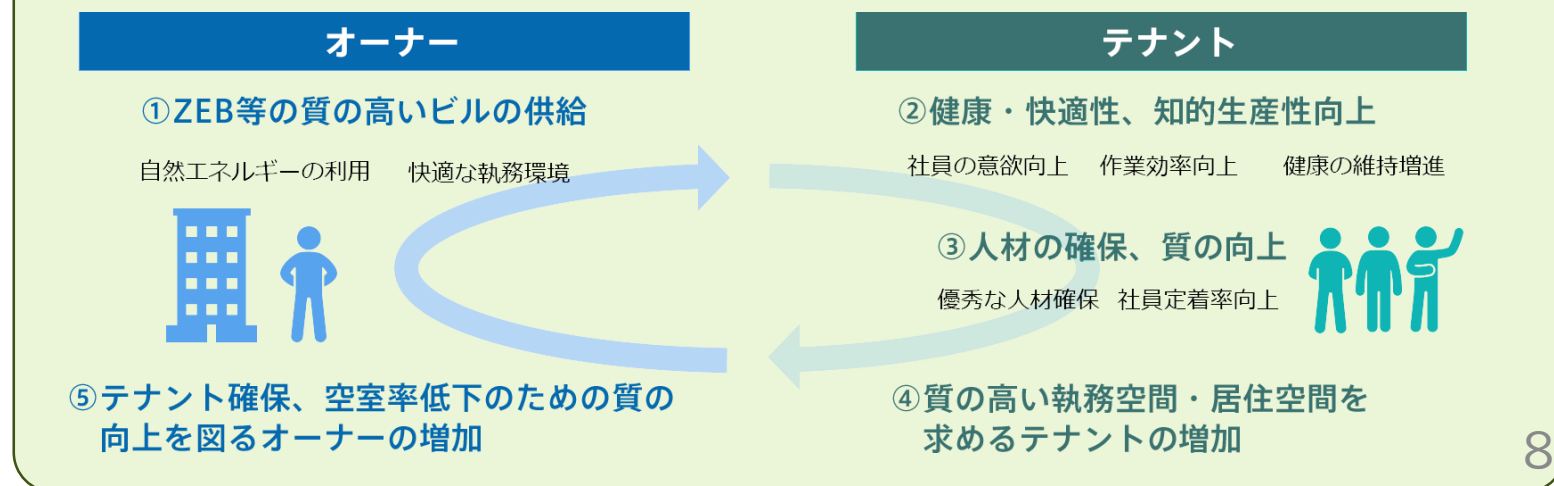 オーナー
①ZEB等の質の高いビルの供給
自然エネルギーの利用 快適な執務環境
⑤テナント確保、空室率低下のための質の
向上を図るオーナーの増加
テナント
②健康・快適性、知的生産性向上
社員の意欲向上 作業効率向上 健康の維持増進
③人材の確保、質の向上
優秀な人材確保 社員定着率向上
④質の高い執務空間・居住空間を
求めるテナントの増加
8